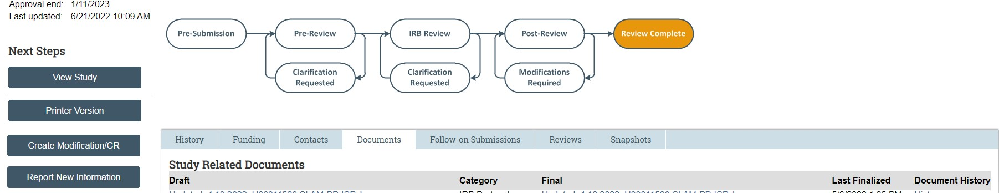 Approval end: 1/11/2023
Last updated: 6/21/2022 10:09 AM
Next Steps
View Study
Printer Version
Create Modification/CR
Report New Information
Pre-Submission
Pre-Review
IRB Review
Post-Review
Review Complete
Clarification
Requested
Clarification
Requested
Modifications
Required
History Funding Contacts Documents Follow-on Submissions Reviews Snapshots
Study Related Documents
Draft Category Final Last Finalized Document History